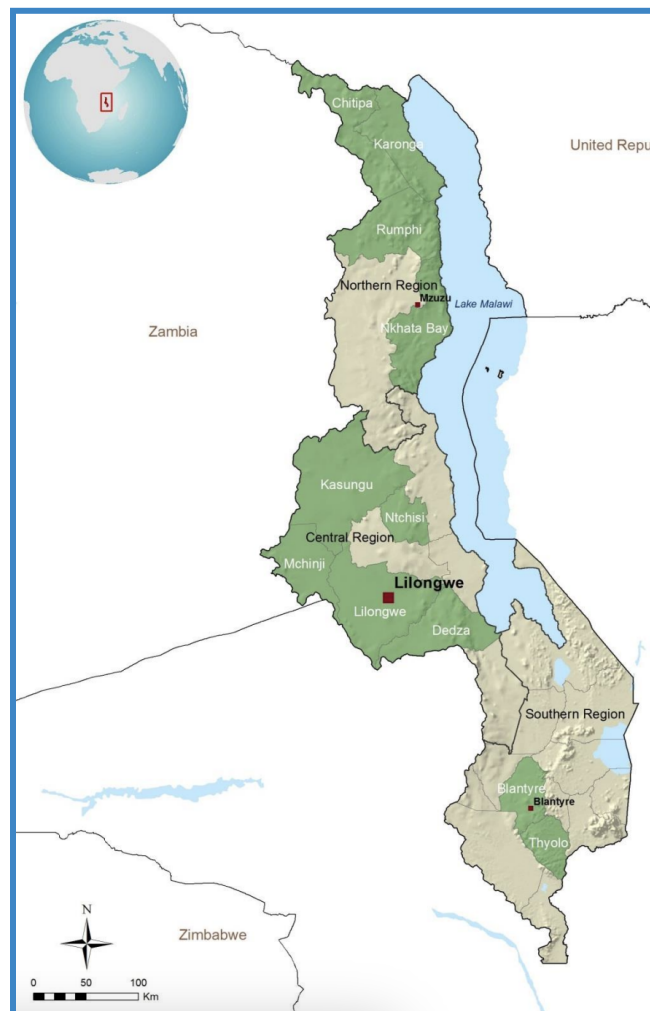 Chitipa
Karonga
United Repu
Rumphi
Northern Region
Mzuzu
Lake Malawi
Zambia
Nkhata Bay
Kasungu
Ntchisi
Central Region
Mchinji
Lilongwe
Lilongwe
Dedza
Southern Region
Blantyre
Blantyre
Thyolo
N
Zimbabwe
0 50 100
Km